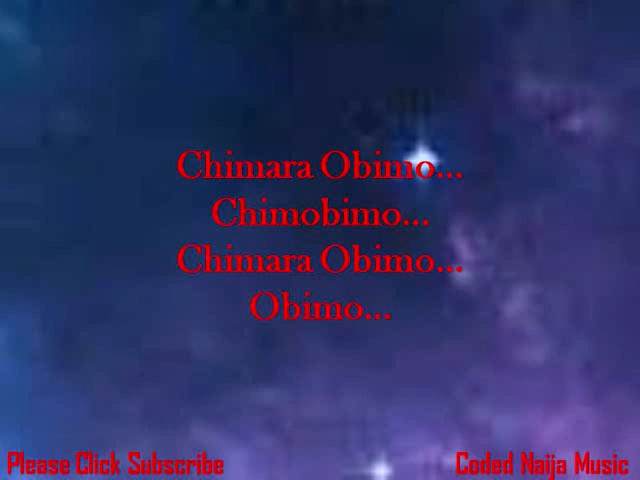 Chimara Obimo...
Chimobimo...
Chimara Obimo...
Obimo...
Please Click Subscribe
Coded Naija Music